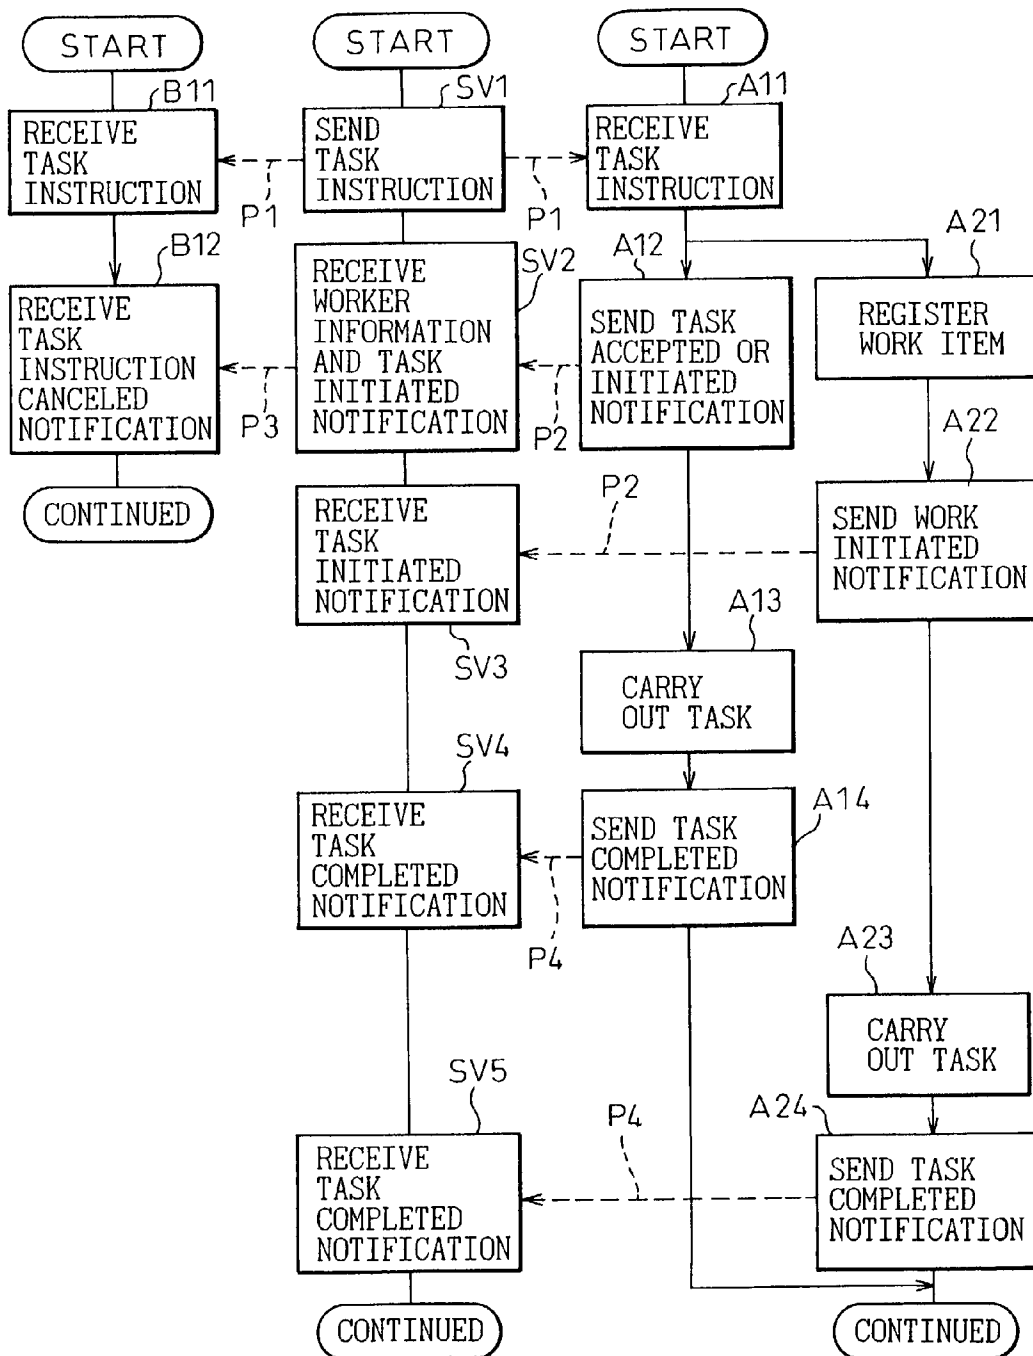 START
START
START
B11
SV1
A11
RECEIVE
TASK
INSTRUCTION
SEND
TASK
INSTRUCTION
RECEIVE
TASK
INSTRUCTION
P1
P1
B12
SV2
A12
A21
RECEIVE
TASK
INSTRUCTION
CANCELED
NOTIFICATION
RECEIVE
WORKER
INFORMATION
AND TASK
INITIATED
NOTIFICATION
SEND TASK
ACCEPTED OR
INITIATED
NOTIFICATION
REGISTER
WORK ITEM
P3
P2
A22
CONTINUED
RECEIVE
TASK
INITIATED
NOTIFICATION
P2
SEND WORK
INITIATED
NOTIFICATION
SV3
A13
CARRY
OUT TASK
SV4
A14
RECEIVE
TASK
COMPLETED
NOTIFICATION
SEND TASK
COMPLETED
NOTIFICATION
P4
A23
CARRY
OUT TASK
SV5
P4
A24
RECEIVE
TASK
COMPLETED
NOTIFICATION
SEND TASK
COMPLETED
NOTIFICATION
CONTINUED
CONTINUED